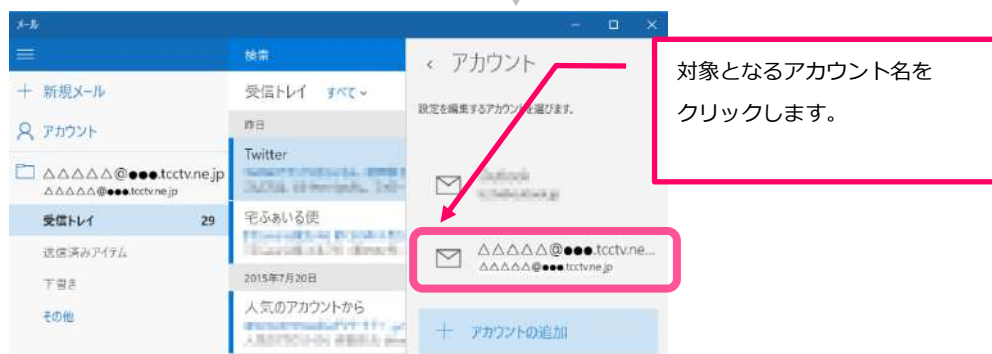 メール
検索
アカウント
対象となるアカウント名を
クリックします。
新規メール
アカウント
受信トレイ すべて
設定を編集するアカウントを選びます。
昨日
Twitter
△△△△△@●●●.tcctv.ne.jp
△△△△△@●●●.tcctv.ne.jp
受信トレイ 29
宅ふぁいる便
送信済みアイテム
下書き
その他
2015年7月20日
人気のアカウントから
△△△△△@●●●.tcctv.ne...
△△△△△@●●●.tcctv.ne.jp
アカウントの追加